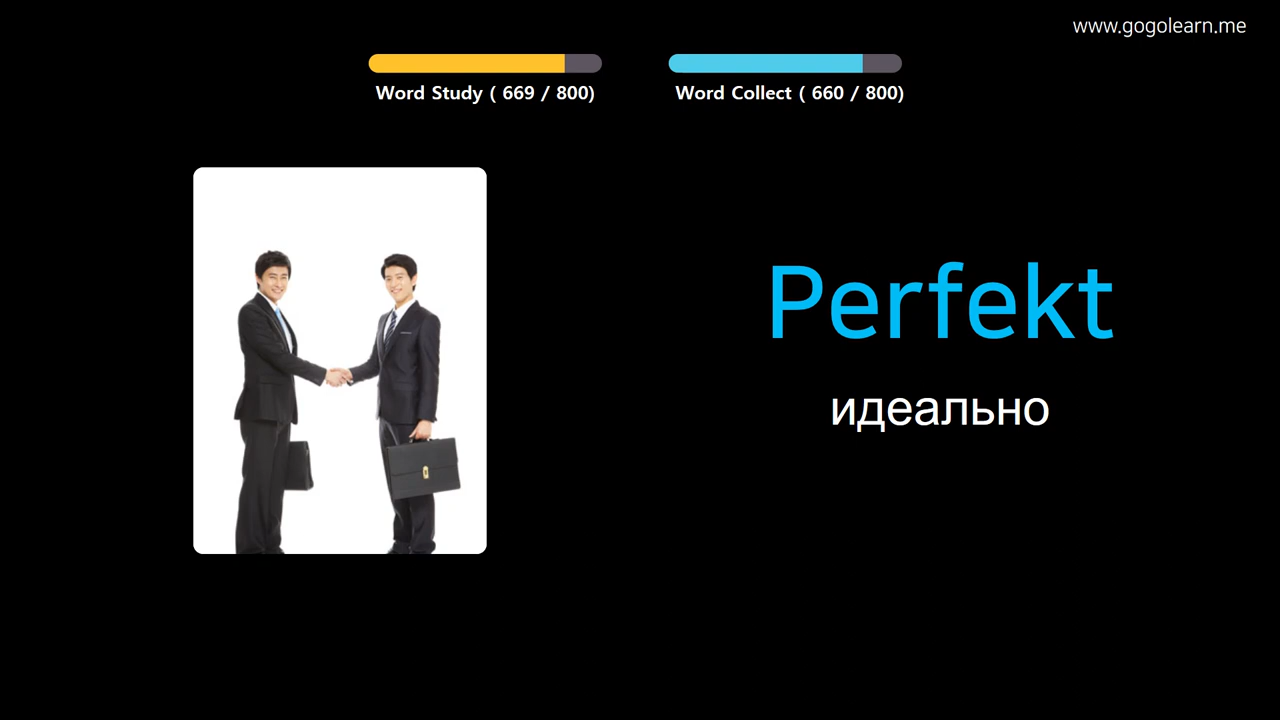 www.gogolearn.me
Word Study ( 669 / 800)
Word Collect ( 660 / 800)
Perfekt
идеально